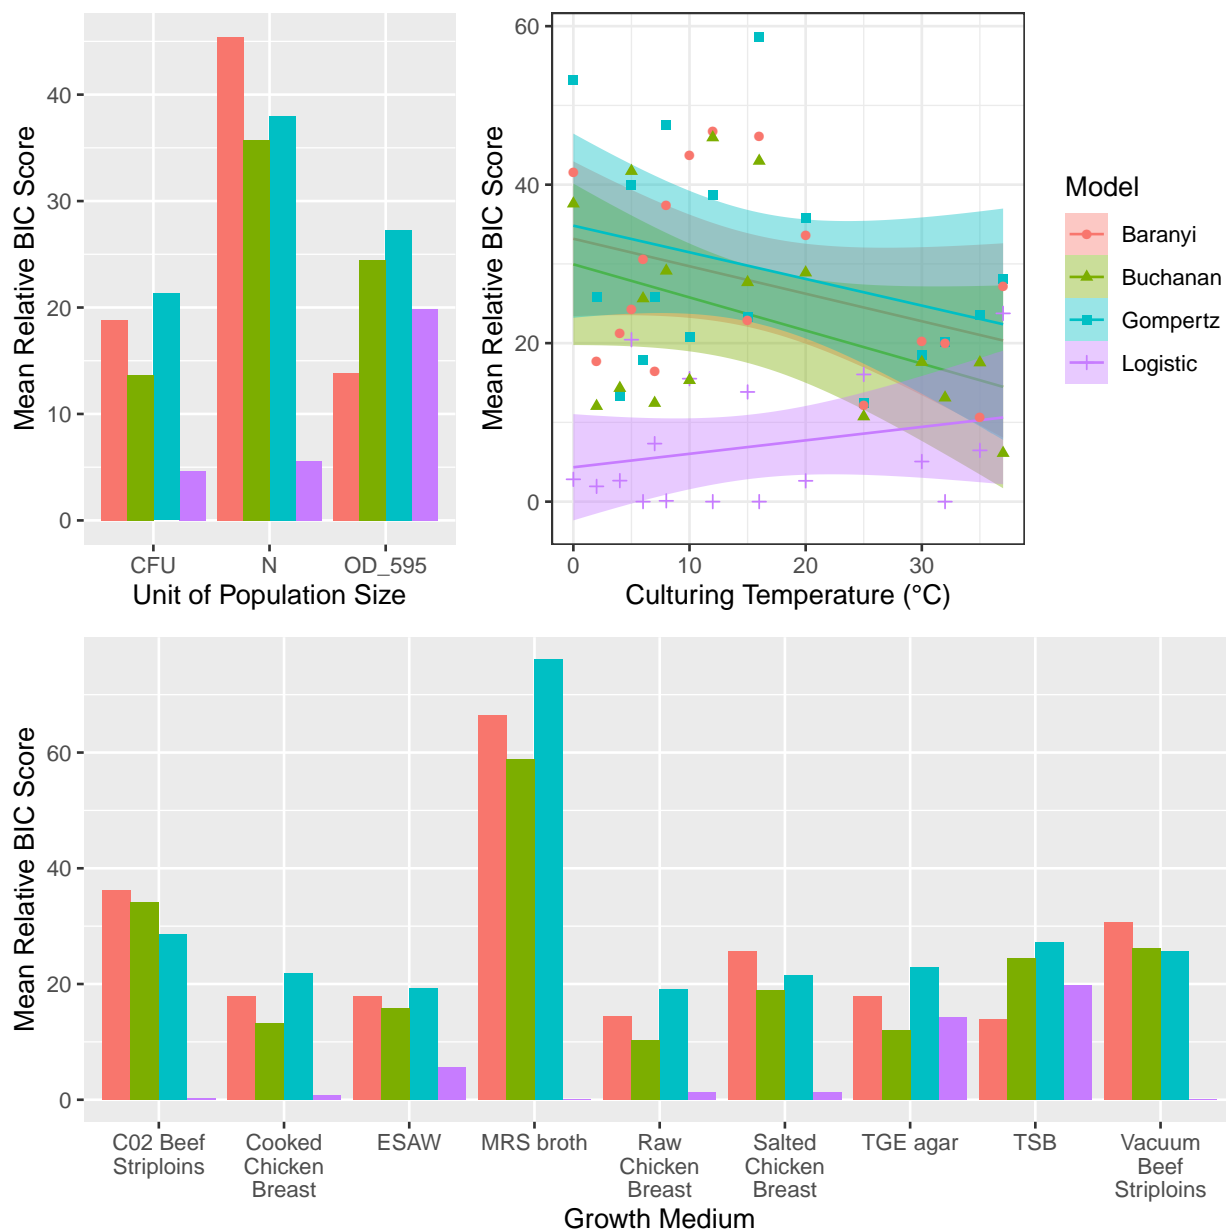 Mean Relative BIC Score
40
30
20
10
0
CFU
N
OD_595
Unit of Population Size
Mean Relative BIC Score
60
40
20
0
0
10
20
30
Culturing Temperature (°C)
Model
Baranyi
Buchanan
Gompertz
Logistic
Mean Relative BIC Score
60
40
20
0
C02 Beef
Striploins
Cooked
Chicken
Breast
ESAW
MRS broth
Raw
Chicken
Breast
Salted
Chicken
Breast
TGE agar
TSB
Vacuum
Beef
Striploins
Growth Medium